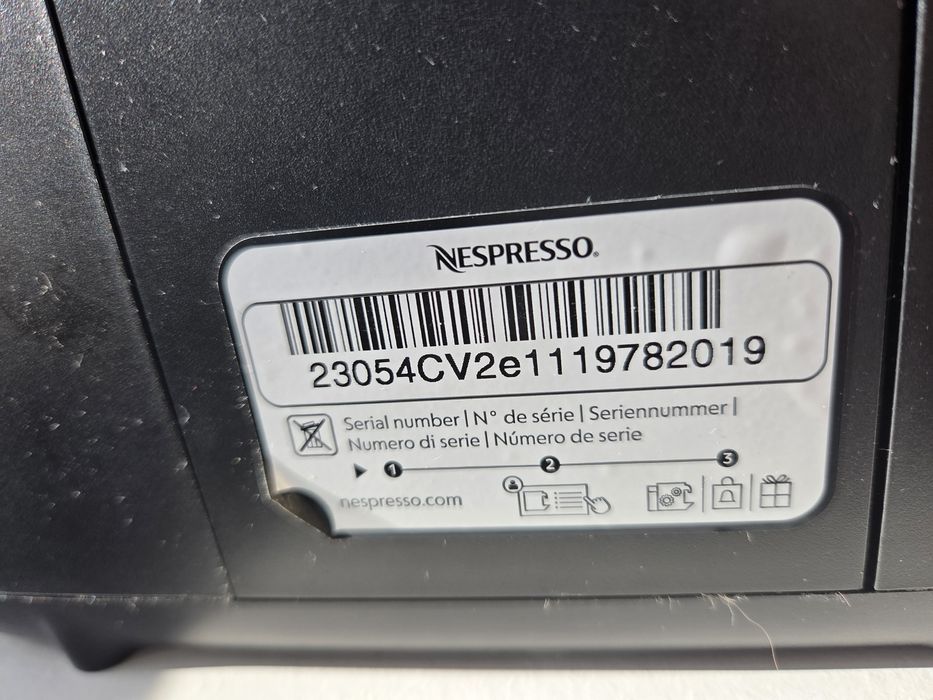 NESPRESSO®
23054CV2e1119782019
Serial number | N° de série | Seriennummer |
Numero di serie | Número de serie
1 2 3
nespresso.com